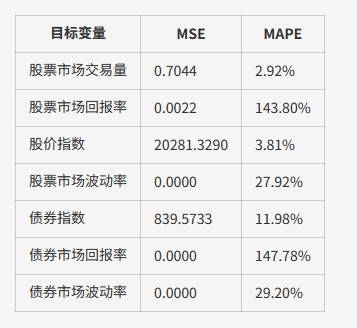 目标变量 MSE MAPE
股票市场交易量 0.7044 2.92%
股票市场回报率 0.0022 143.80%
股价指数 20281.3290 3.81%
股票市场波动率 0.0000 27.92%
债券指数 839.5733 11.98%
债券市场回报率 0.0000 147.78%
债券市场波动率 0.0000 29.20%